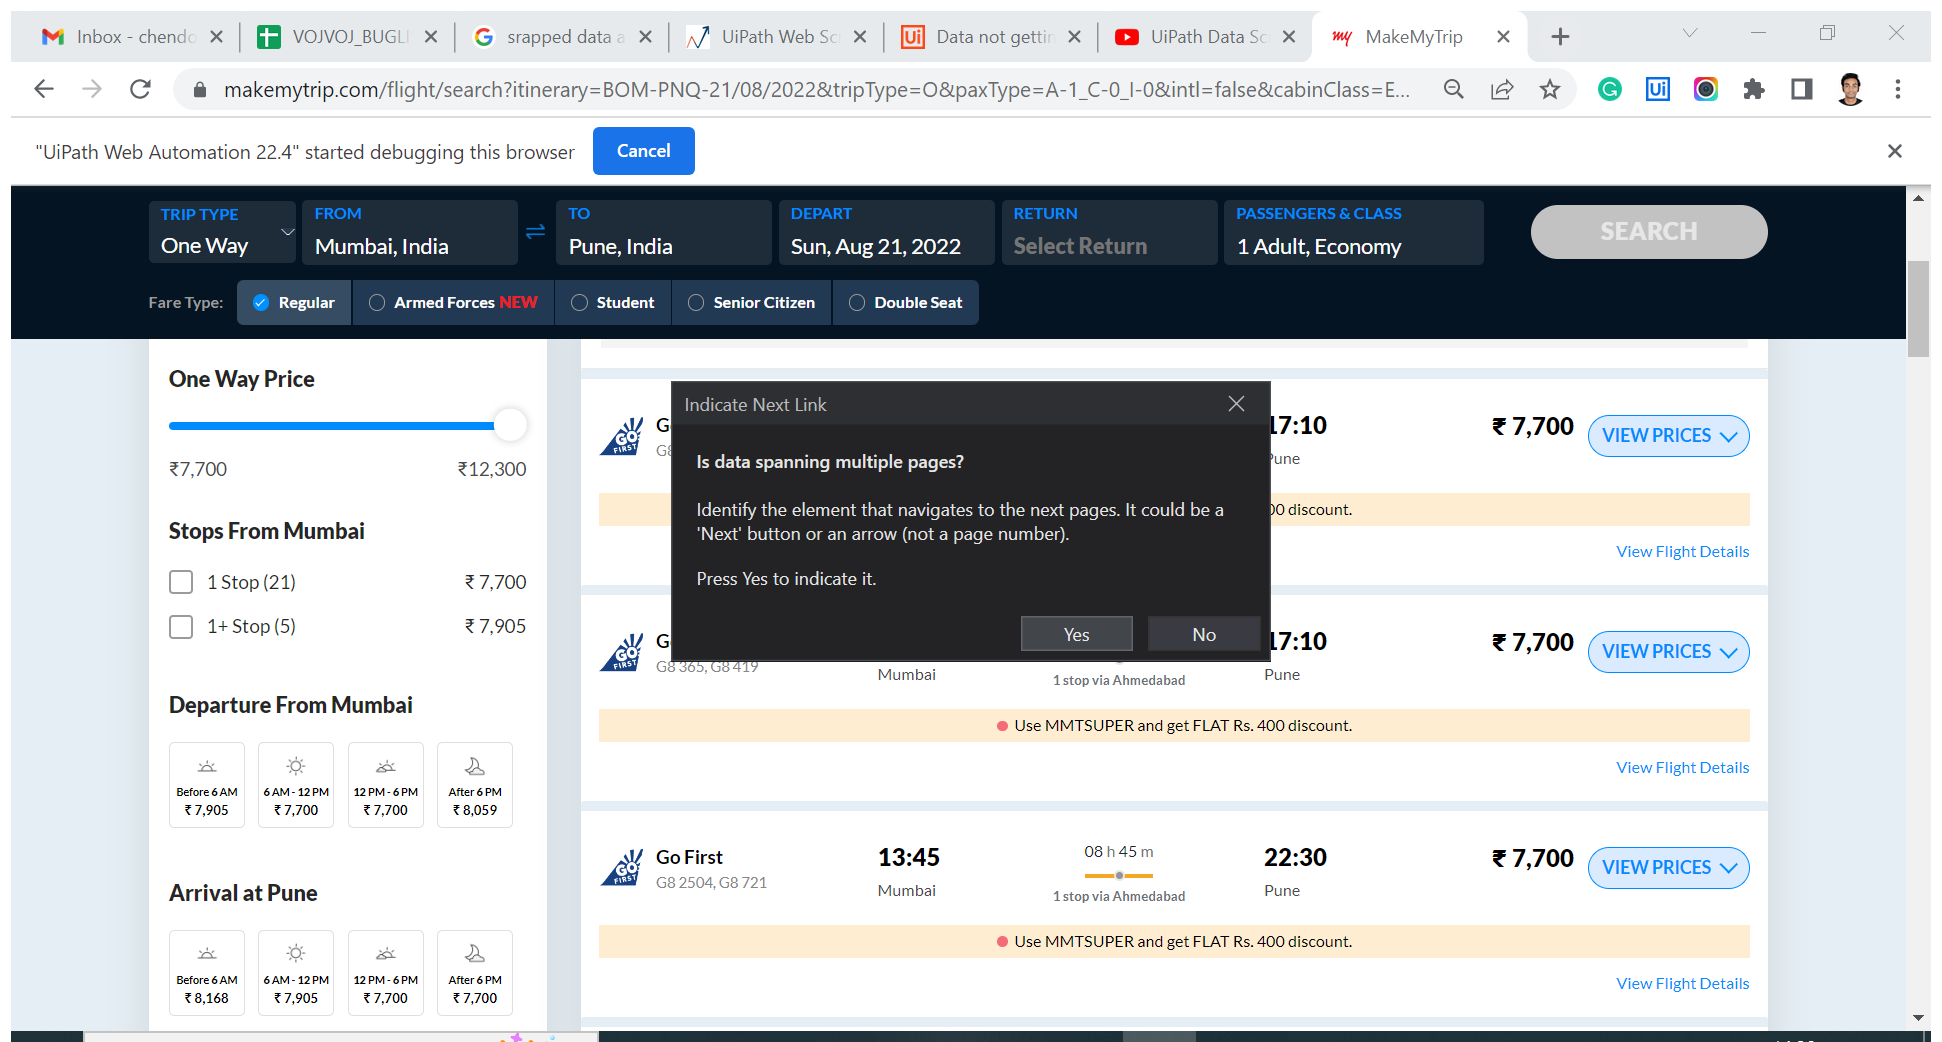 Inbox - chendo
VOJVOJ_BUGLI
srapped data a
UiPath Web Sc
Data not gettin
UiPath Data Sc
my MakeMyTrip
makemytrip.com/flight/search?itinerary=BOM-PNQ-21/08/2022&tripType=O&paxType=A-1_C-0_I-0&intl=false&cabinClass=E...
"UiPath Web Automation 22.4" started debugging this browser
Cancel
TRIP TYPE
One Way
FROM
Mumbai, India
TO
Pune, India
DEPART
Sun, Aug 21, 2022
RETURN
Select Return
PASSENGERS & CLASS
1 Adult, Economy
SEARCH
Fare Type: Regular Armed Forces NEW Student Senior Citizen Double Seat
One Way Price
₹7,700 ₹12,300
Stops From Mumbai
1 Stop (21) ₹ 7,700
1+ Stop (5) ₹ 7,905
Departure From Mumbai
Before 6 AM
₹ 7,905
6 AM - 12 PM
₹ 7,700
12 PM - 6 PM
₹ 7,700
After 6 PM
₹ 8,059
Arrival at Pune
Before 6 AM
₹ 8,168
6 AM - 12 PM
₹ 7,905
12 PM - 6 PM
₹ 7,700
After 6 PM
₹ 7,700
Indicate Next Link
Is data spanning multiple pages?
Identify the element that navigates to the next pages. It could be a
'Next' button or an arrow (not a page number).
Press Yes to indicate it.
Yes No
GO FIRST
17:10 ₹ 7,700 VIEW PRICES
Pune
discount.
View Flight Details
GO FIRST
17:10 ₹ 7,700 VIEW PRICES
G8 365, G8 419
Mumbai 1 stop via Ahmedabad Pune
Use MMTSUPER and get FLAT Rs. 400 discount.
View Flight Details
GO FIRST
Go First 13:45 08 h 45 m 22:30 ₹ 7,700 VIEW PRICES
G8 2504, G8 721 Mumbai 1 stop via Ahmedabad Pune
Use MMTSUPER and get FLAT Rs. 400 discount.
View Flight Details